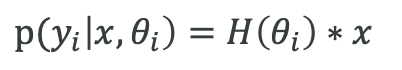 p(yᵢ|x, θᵢ) = H(θᵢ) * x